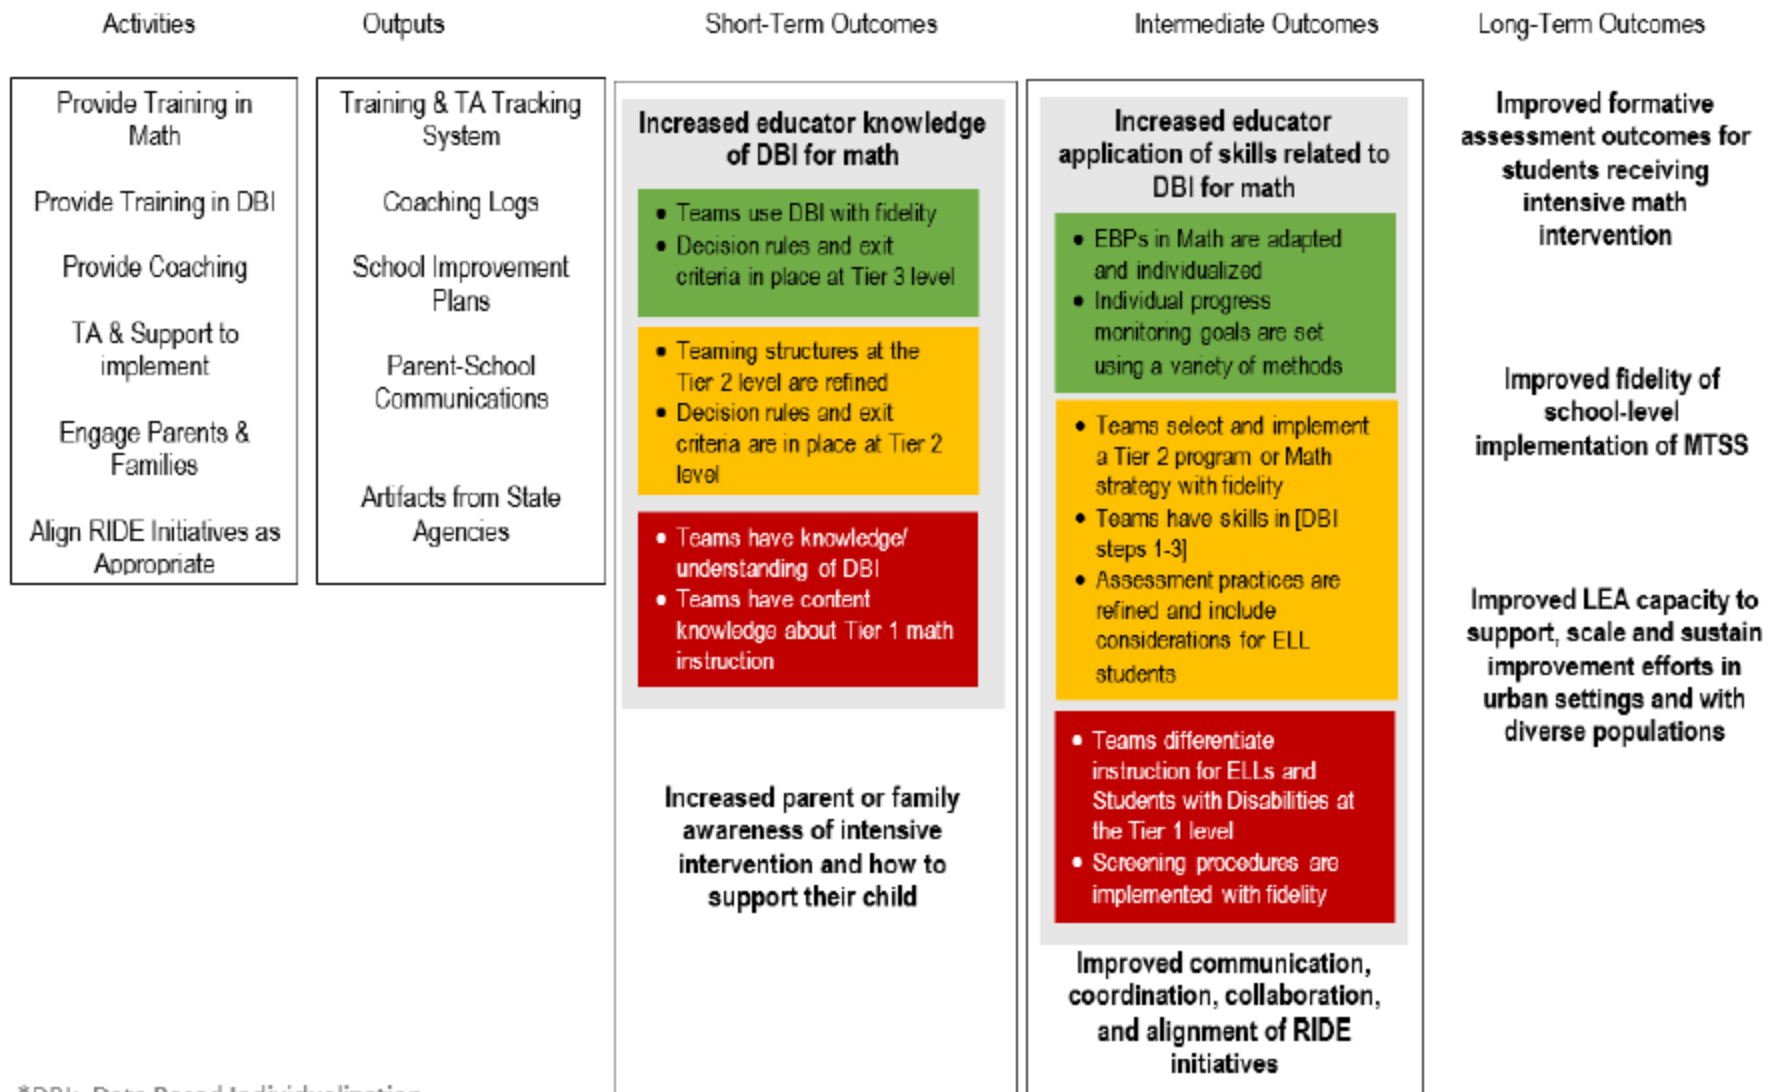 Activities
Outputs
Short-Term Outcomes
Intermediate Outcomes
Long-Term Outcomes
Provide Training in
Math
Provide Training in DBI
Provide Coaching
TA & Support to
implement
Engage Parents &
Families
Align RIDE Initiatives as
Appropriate
Training & TA Tracking
System
Coaching Logs
School Improvement
Plans
Parent-School
Communications
Artifacts from State
Agencies
Increased educator knowledge
of DBI for math
• Teams use DBI with fidelity
• Decision rules and exit
criteria in place at Tier 3 level
• Teaming structures at the
Tier 2 level are refined
• Decision rules and exit
criteria are in place at Tier 2
level
• Teams have knowledge/
understanding of DBI
• Teams have content
knowledge about Tier 1 math
instruction
Increased parent or family
awareness of intensive
intervention and how to
support their child
Increased educator
application of skills related to
DBI for math
• EBPs in Math are adapted
and individualized
• Individual progress
monitoring goals are set
using a variety of methods
• Teams select and implement
a Tier 2 program or Math
strategy with fidelity
• Teams have skills in [DBI
steps 1-3]
• Assessment practices are
refined and include
considerations for ELL
students
• Teams differentiate
instruction for ELLs and
Students with Disabilities at
the Tier 1 level
• Screening procedures are
implemented with fidelity
Improved communication,
coordination, collaboration,
and alignment of RIDE
initiatives
Improved formative
assessment outcomes for
students receiving
intensive math
intervention
Improved fidelity of
school-level
implementation of MTSS
Improved LEA capacity to
support, scale and sustain
improvement efforts in
urban settings and with
diverse populations
*DBI: Data Based Individualization